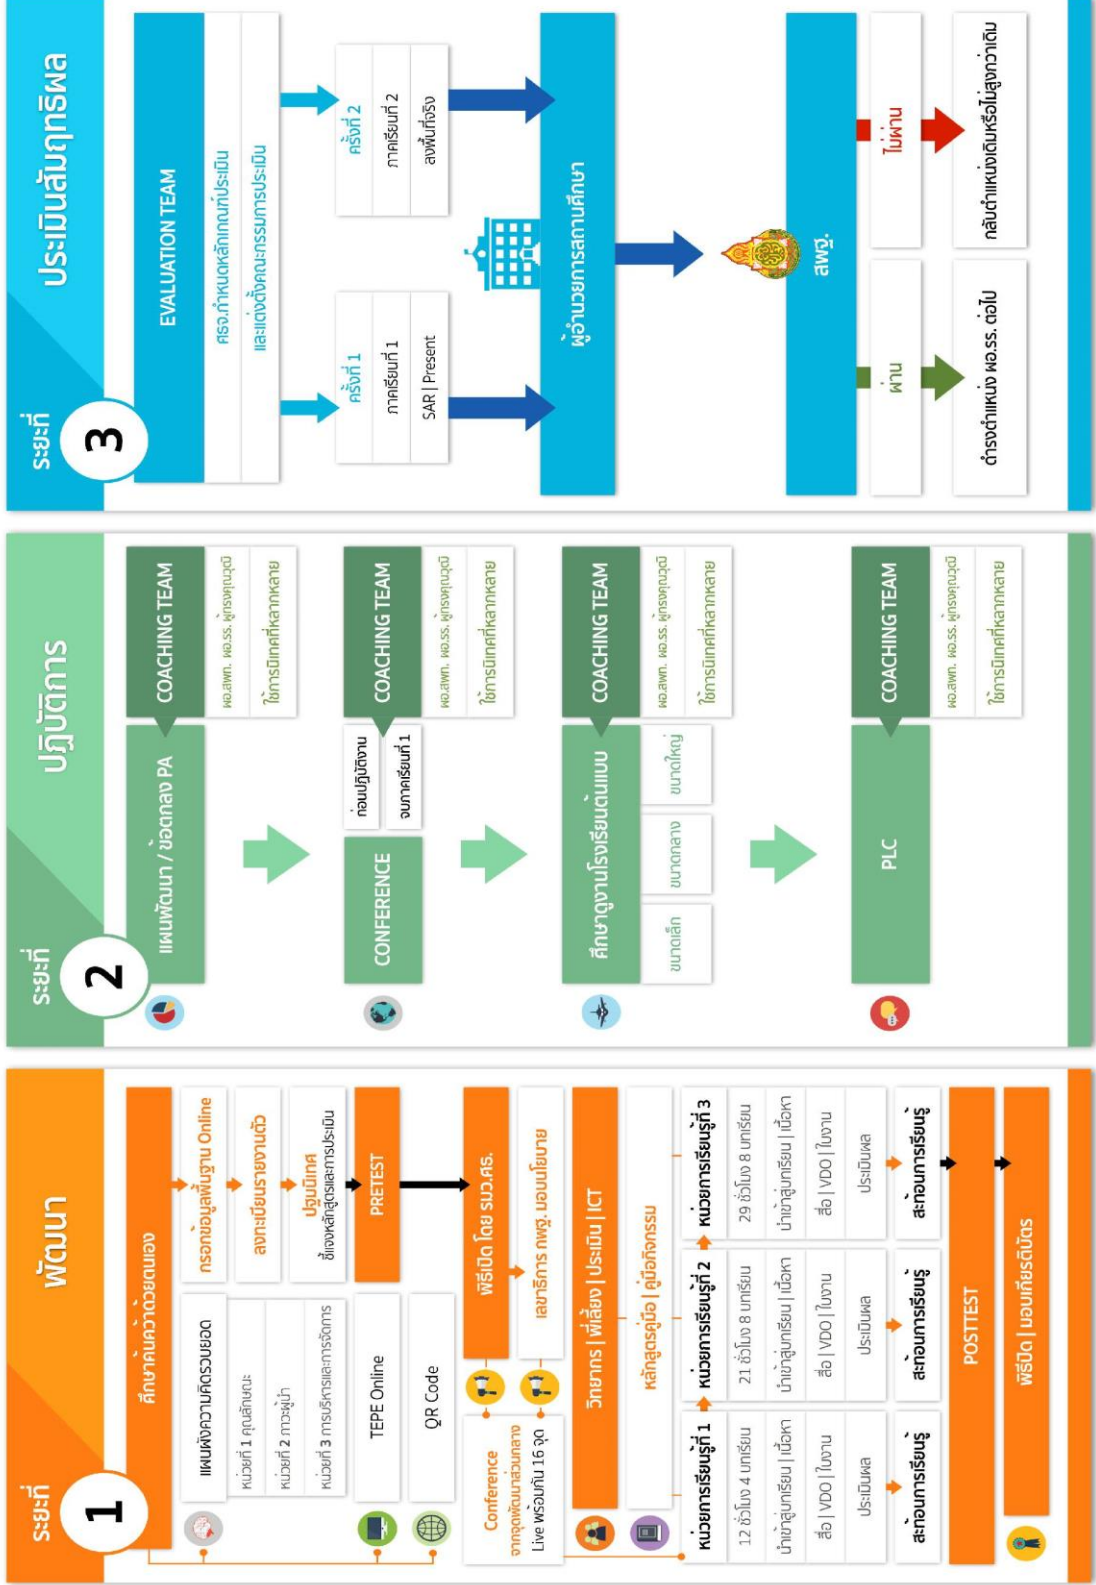 ระยะที่
1
พัฒนา
ศึกษาค้นคว้าด้วยตนเอง
แผนผังความคิดรวบยอด
หน่วยที่ 1 คุณลักษณะ
หน่วยที่ 2 ภาวะผู้นำ
หน่วยที่ 3 การบริหารและการจัดการ
TEPE Online
QR Code
กรอกข้อมูลพื้นฐาน Online
ลงทะเบียนรายงานตัว
ปฐมนิเทศ
ชี้แจงหลักสูตรและการประเมิน
PRETEST
Conference
จากจุดพัฒนาส่วนกลาง
Live พร้อมกัน 16 จุด
พิธีเปิด โดย รมว.ศธ.
เลขาธิการ กพฐ. มอบนโยบาย
วิทยากร | พี่เลี้ยง | ประเมิน | ICT
หลักสูตรคู่มือ | คู่มือกิจกรรม
หน่วยการเรียนรู้ที่ 1
12 ชั่วโมง 4 บทเรียน
นำเข้าสู่บทเรียน | เนื้อหา
สื่อ | VDO | ใบงาน
ประเมินผล
สะท้อนการเรียนรู้
หน่วยการเรียนรู้ที่ 2
21 ชั่วโมง 8 บทเรียน
นำเข้าสู่บทเรียน | เนื้อหา
สื่อ | VDO | ใบงาน
ประเมินผล
สะท้อนการเรียนรู้
หน่วยการเรียนรู้ที่ 3
29 ชั่วโมง 8 บทเรียน
นำเข้าสู่บทเรียน | เนื้อหา
สื่อ | VDO | ใบงาน
ประเมินผล
สะท้อนการเรียนรู้
POSTTEST
พิธีปิด | มอบเกียรติบัตร
ระยะที่
2
ปฏิบัติการ
แผนพัฒนา / ข้อตกลง PA
COACHING TEAM
ผอ.สพท. ผอ.รร. ผู้ทรงคุณวุฒิ
ใช้การนิเทศที่หลากหลาย
CONFERENCE
ก่อนปฏิบัติงาน
จบภาคเรียนที่ 1
COACHING TEAM
ผอ.สพท. ผอ.รร. ผู้ทรงคุณวุฒิ
ใช้การนิเทศที่หลากหลาย
ศึกษาดูงานโรงเรียนต้นแบบ
ขนาดเล็ก
ขนาดกลาง
ขนาดใหญ่
COACHING TEAM
ผอ.สพท. ผอ.รร. ผู้ทรงคุณวุฒิ
ใช้การนิเทศที่หลากหลาย
PLC
COACHING TEAM
ผอ.สพท. ผอ.รร. ผู้ทรงคุณวุฒิ
ใช้การนิเทศที่หลากหลาย
ระยะที่
3
ประเมินสัมฤทธิผล
EVALUATION TEAM
ศธจ.กำหนดหลักเกณฑ์ประเมิน
และแต่งตั้งคณะกรรมการประเมิน
ครั้งที่ 1
ภาคเรียนที่ 1
SAR | Present
ครั้งที่ 2
ภาคเรียนที่ 2
ลงพื้นที่จริง
ผู้อำนวยการสถานศึกษา
สพฐ.
ผ่าน
ดำรงตำแหน่ง ผอ.รร. ต่อไป
ไม่ผ่าน
กลับตำแหน่งเดิมหรือไม่สูงกว่าเดิม